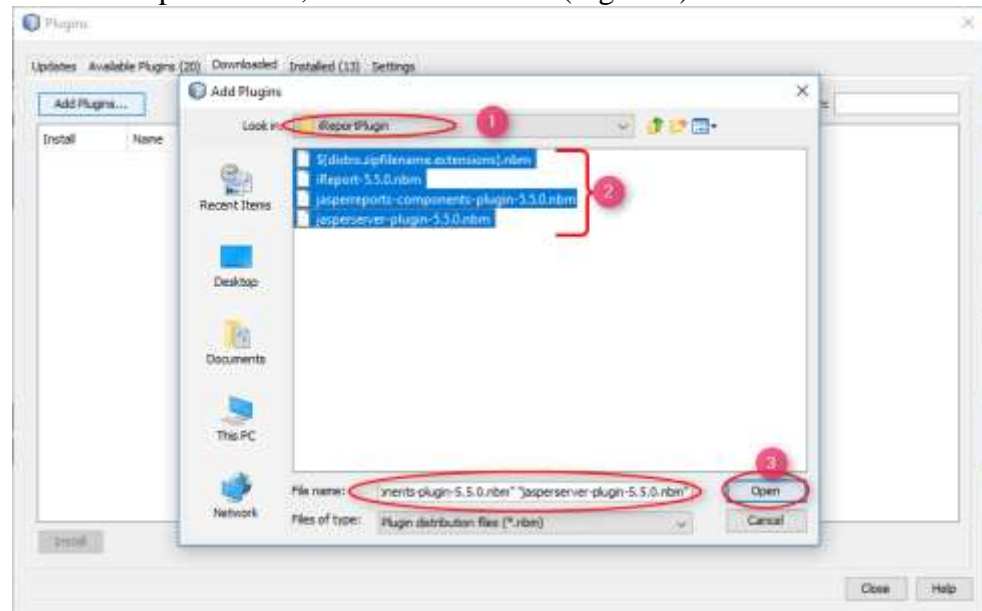 Plugins
Updates Available Plugins (20) Downloaded Installed (13) Settings
Add Plugins...
Install Name
Add Plugins
Look in: iReportPlugin
1
${distro.zipfilename.extensions}.nbm
iReport-5.5.0.nbm
jasperreports-components-plugin-5.5.0.nbm
jasperserver-plugin-5.5.0.nbm
2
Recent Items
Desktop
Documents
This PC
Network
3
File name: onents-plugin-5.5.0.nbm" "jasperserver-plugin-5.5.0.nbm" Open
Files of type: Plugin distribution files (*.nbm) Cancel
Install
Close Help